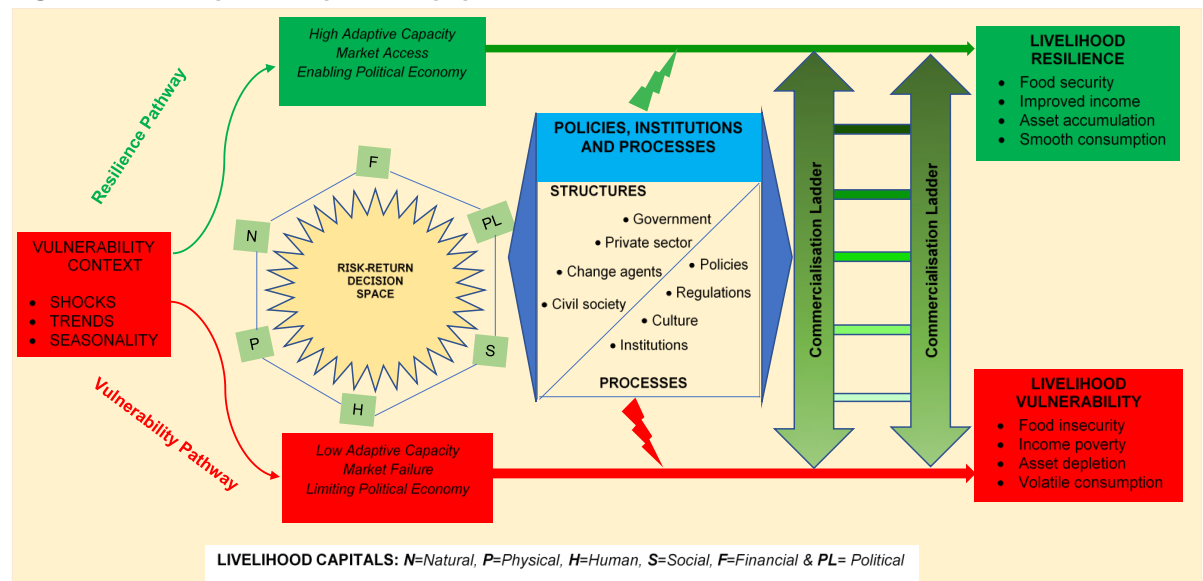 High Adaptive Capacity
Market Access
Enabling Political Economy
LIVELIHOOD
RESILIENCE
• Food security
• Improved income
• Asset accumulation
• Smooth consumption
Resilience Pathway
POLICIES, INSTITUTIONS
AND PROCESSES
STRUCTURES
• Government
• Private sector
• Change agents
• Civil society
• Policies
• Regulations
• Culture
• Institutions
PROCESSES
F
PL
N
P
S
H
RISK-RETURN
DECISION
SPACE
VULNERABILITY
CONTEXT
• SHOCKS
• TRENDS
• SEASONALITY
Commercialisation Ladder
Commercialisation Ladder
Vulnerability Pathway
Low Adaptive Capacity
Market Failure
Limiting Political Economy
LIVELIHOOD
VULNERABILITY
• Food insecurity
• Income poverty
• Asset depletion
• Volatile consumption
LIVELIHOOD CAPITALS: N=Natural, P=Physical, H=Human, S=Social, F=Financial & PL= Political